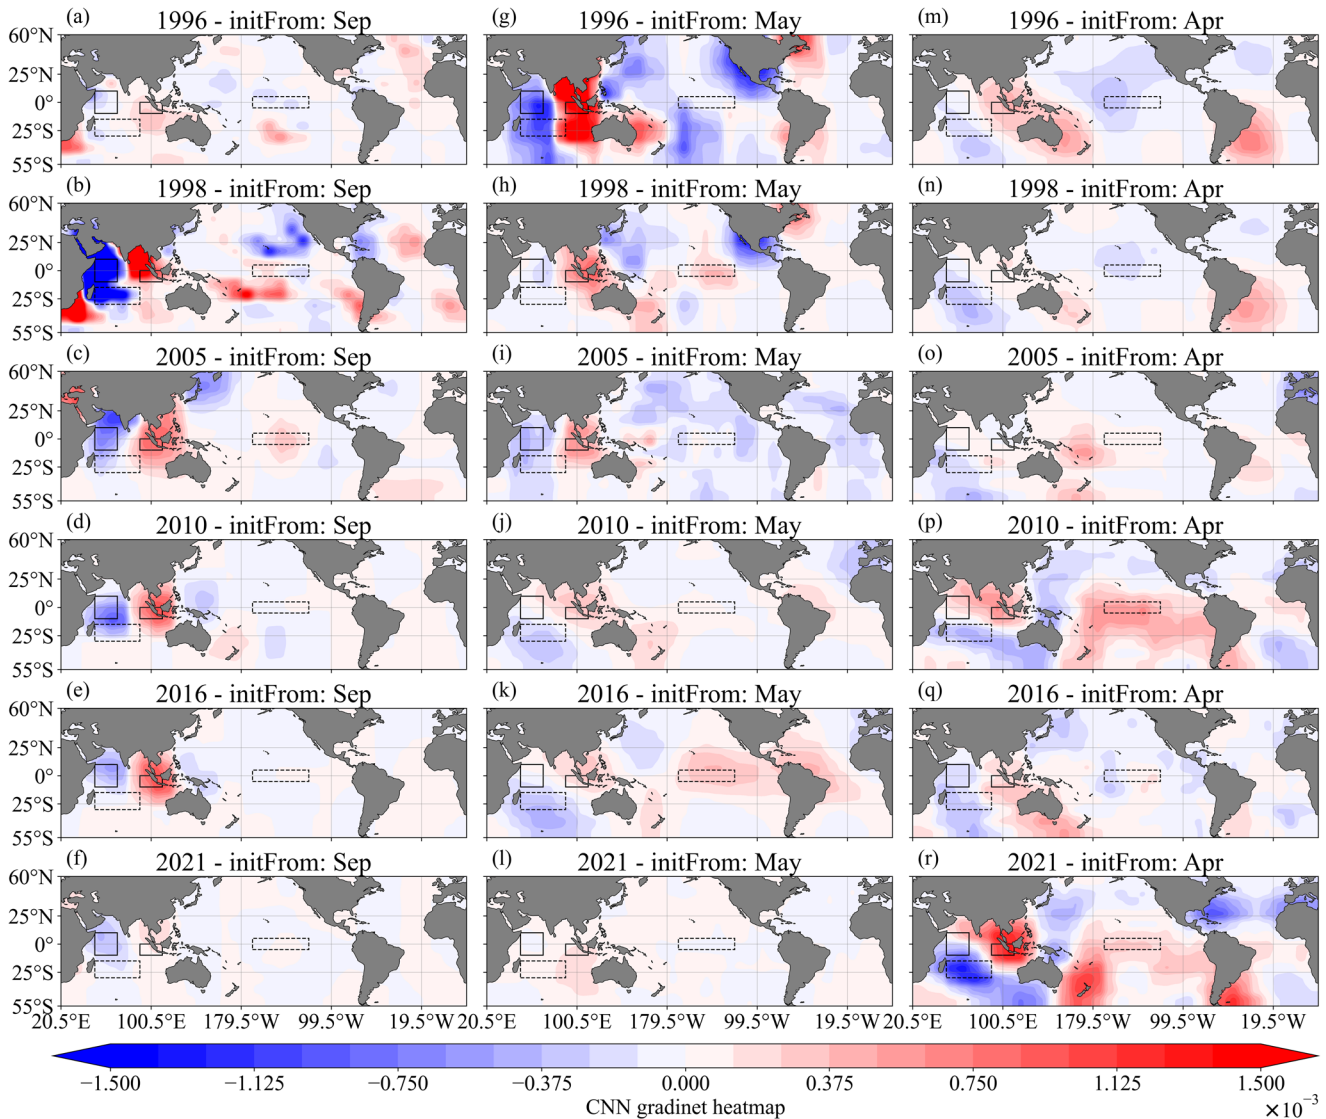 (a) 1996 - initFrom: Sep
(g) 1996 - initFrom: May
(m) 1996 - initFrom: Apr
60°N
25°N
0°
25°S
55°S
(b) 1998 - initFrom: Sep
(h) 1998 - initFrom: May
(n) 1998 - initFrom: Apr
60°N
25°N
0°
25°S
55°S
(c) 2005 - initFrom: Sep
(i) 2005 - initFrom: May
(o) 2005 - initFrom: Apr
60°N
25°N
0°
25°S
55°S
(d) 2010 - initFrom: Sep
(j) 2010 - initFrom: May
(p) 2010 - initFrom: Apr
60°N
25°N
0°
25°S
55°S
(e) 2016 - initFrom: Sep
(k) 2016 - initFrom: May
(q) 2016 - initFrom: Apr
60°N
25°N
0°
25°S
55°S
(f) 2021 - initFrom: Sep
(l) 2021 - initFrom: May
(r) 2021 - initFrom: Apr
60°N
25°N
0°
25°S
55°S
20.5°E 100.5°E 179.5°W 99.5°W 19.5°W 20.5°E 100.5°E 179.5°W 99.5°W 19.5°W 20.5°E 100.5°E 179.5°W 99.5°W 19.5°W
−1.500 −1.125 −0.750 −0.375 0.000 0.375 0.750 1.125 1.500
CNN gradinet heatmap
×10⁻³